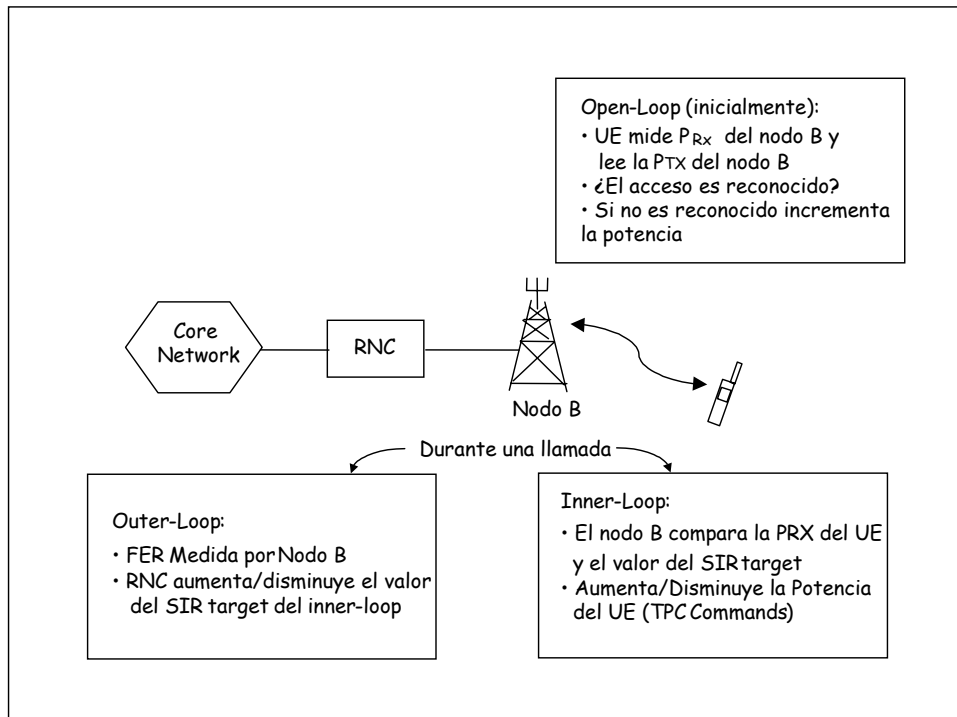 Open-Loop (inicialmente):
• UE mide PRx del nodo B y
lee la PTX del nodo B
• ¿El acceso es reconocido?
• Si no es reconocido incrementa
la potencia
Core
Network
RNC
Nodo B
Durante una llamada
Outer-Loop:
• FER Medida por Nodo B
• RNC aumenta/disminuye el valor
del SIR target del inner-loop
Inner-Loop:
• El nodo B compara la PRX del UE
y el valor del SIR target
• Aumenta/Disminuye la Potencia
del UE (TPC Commands)